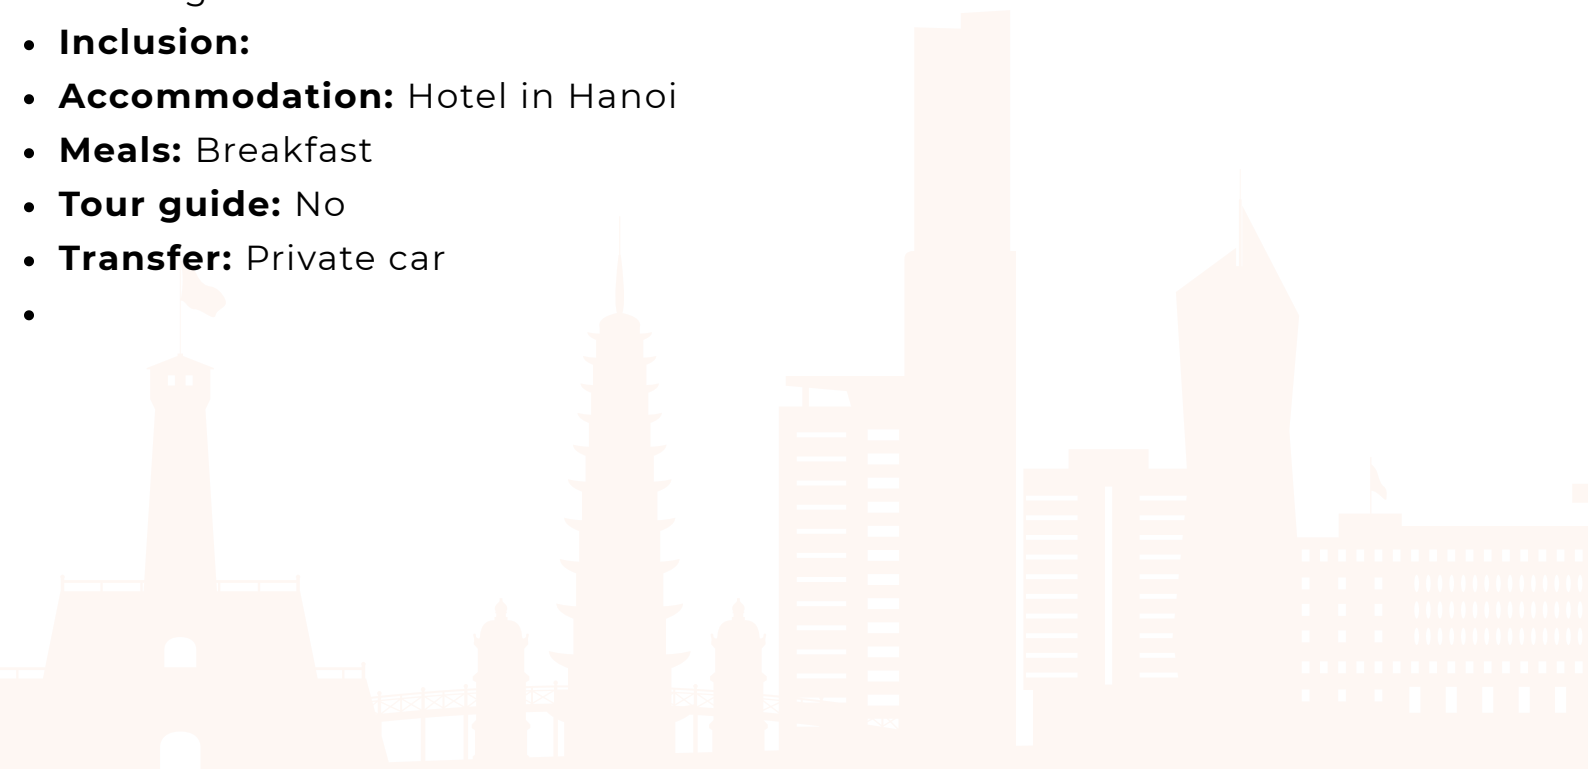 • Inclusion:
• Accommodation: Hotel in Hanoi
• Meals: Breakfast
• Tour guide: No
• Transfer: Private car
•